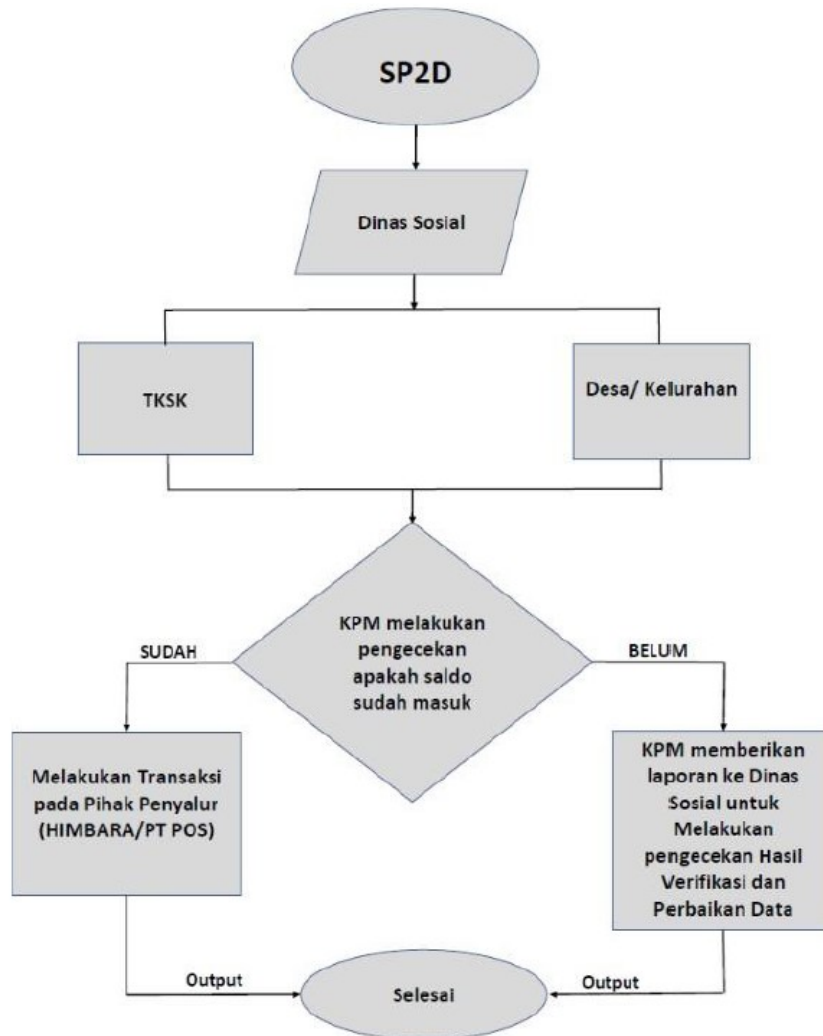 SP2D
Dinas Sosial
TKSK
Desa/ Kelurahan
KPM melakukan
pengecekan
apakah saldo
sudah masuk
SUDAH
BELUM
Melakukan Transaksi
pada Pihak Penyalur
(HIMBARA/PT POS)
KPM memberikan
laporan ke Dinas
Sosial untuk
Melakukan
pengecekan Hasil
Verifikasi dan
Perbaikan Data
Output
Output
Selesai